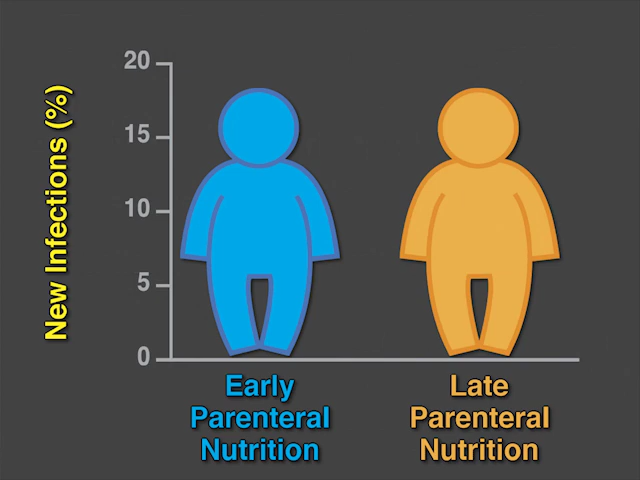 New Infections (%)
20
15
10
5
0
Early
Parenteral
Nutrition
Late
Parenteral
Nutrition